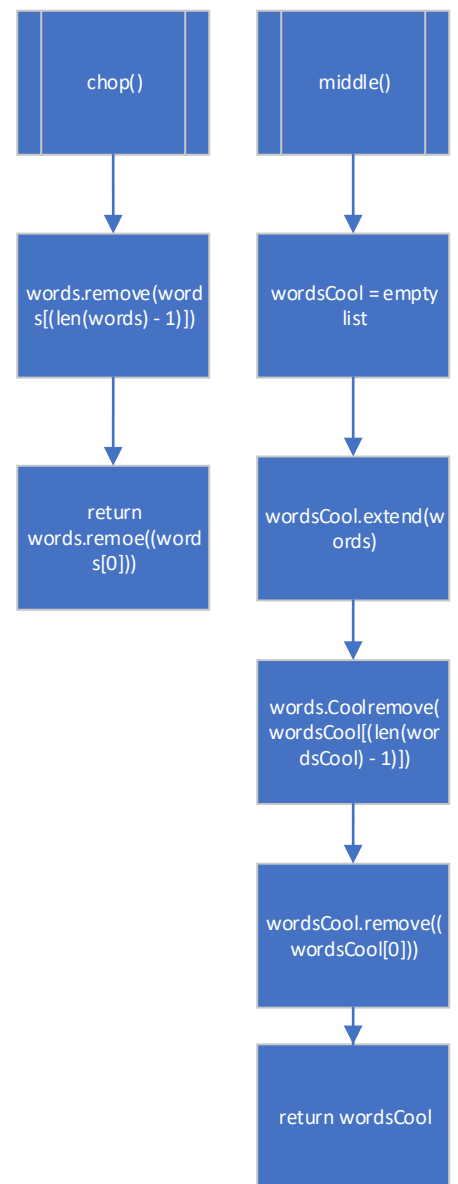 chop()
words.remove(word
s[(len(words) - 1)])
return
words.remoe((word
s[0]))
middle()
wordsCool = empty
list
wordsCool.extend(w
ords)
words.Coolremove(
wordsCool[(len(wor
dsCool) - 1)])
wordsCool.remove((
wordsCool[0]))
return wordsCool